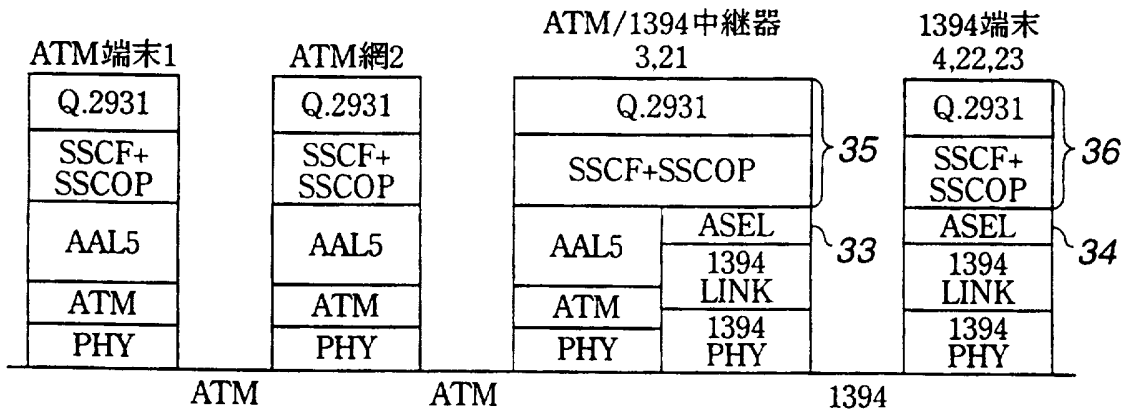 ATM端末1
ATM網2
ATM/1394中継器
3,21
1394端末
4,22,23
Q.2931
SSCF+
SSCOP
AAL5
ATM
PHY
Q.2931
SSCF+
SSCOP
AAL5
ATM
PHY
Q.2931
SSCF+SSCOP
35
AAL5
ATM
PHY
ASEL
33
1394
LINK
1394
PHY
Q.2931
SSCF+
SSCOP
36
ASEL
34
1394
LINK
1394
PHY
ATM
ATM
1394